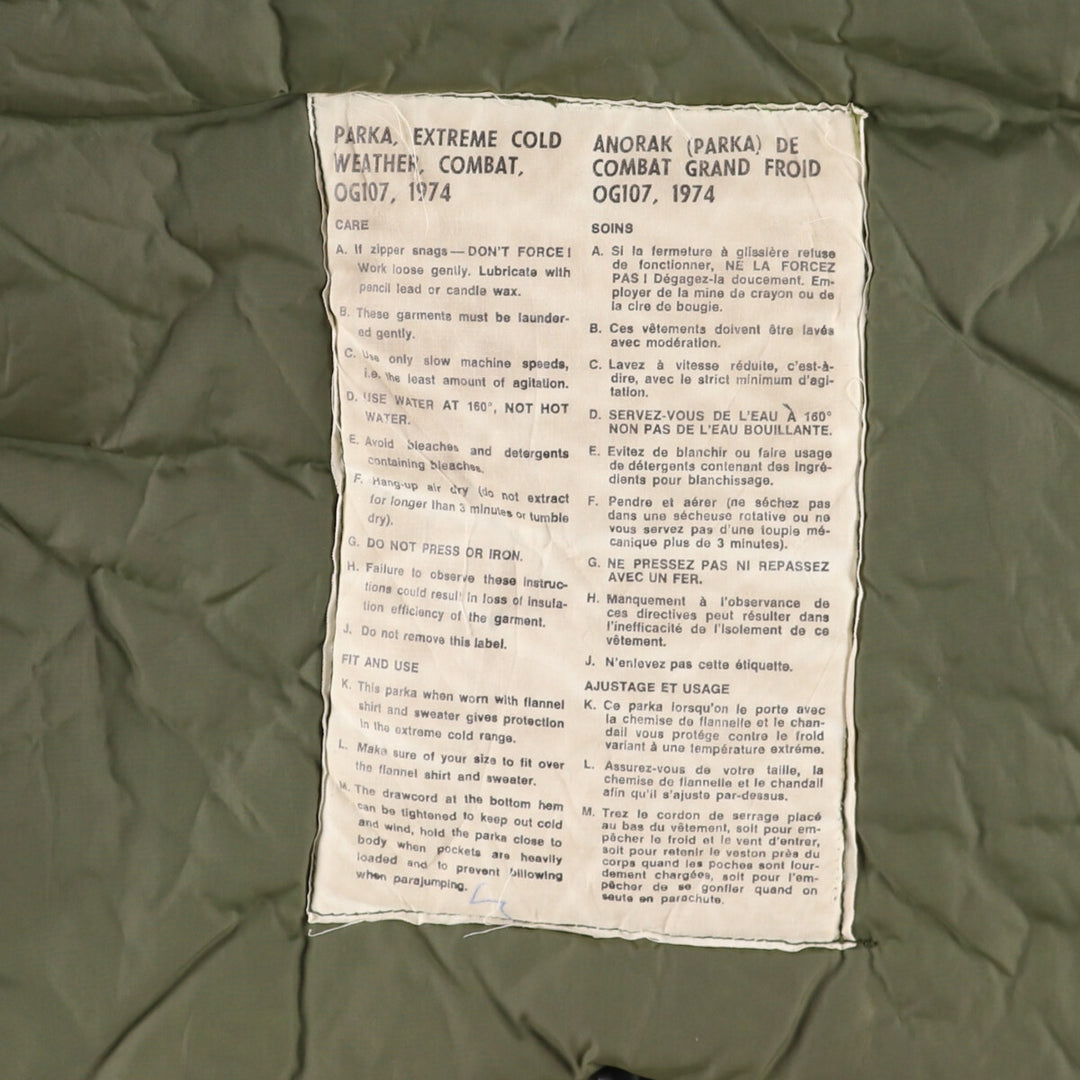 PARKA, EXTREME COLD
WEATHER, COMBAT,
OG107, 1974
CARE
A. If zipper snags — DON'T FORCE!
Work loose gently. Lubricate with
pencil lead or candle wax.
B. These garments must be launder-
ed gently.
C. Use only slow machine speeds,
i.e. the least amount of agitation.
D. USE WATER AT 160°, NOT HOT
WATER.
E. Avoid bleaches and detergents
containing bleaches.
F. Hang-up air dry (do not extract
for longer than 3 minutes or tumble
dry).
G. DO NOT PRESS OR IRON.
H. Failure to observe these instruc-
tions could result in loss of insula-
tion efficiency of the garment.
J. Do not remove this label.
FIT AND USE
K. This parka when worn with flannel
shirt and sweater gives protection
in the extreme cold range.
L. Make sure of your size to fit over
the flannel shirt and sweater.
M. The drawcord at the bottom hem
can be tightened to keep out cold
and wind, hold the parka close to
body when pockets are heavily
loaded and to prevent billowing
when parajumping.
ANORAK (PARKA) DE
COMBAT GRAND FROID
OG107, 1974
SOINS
A. Si la fermeture à glissière refuse
de fonctionner, NE LA FORCEZ
PAS! Dégagez-la doucement. Em-
ployer de la mine de crayon ou de
la cire de bougie.
B. Ces vêtements doivent être lavés
avec modération.
C. Lavez à vitesse réduite, c'est-à-
dire, avec le strict minimum d'agi-
tation.
D. SERVEZ-VOUS DE L'EAU À 160°
NON PAS DE L'EAU BOUILLANTE.
E. Evitez de blanchir ou faire usage
de détergents contenant des ingré-
dients pour blanchissage.
F. Pendre et aérer (ne séchez pas
dans une sécheuse rotative ou ne
vous servez pas d'une toupie mé-
canique plus de 3 minutes).
G. NE PRESSEZ PAS NI REPASSEZ
AVEC UN FER.
H. Manquement à l'observance de
ces directives peut résulter dans
l'inefficacité de l'isolement de ce
vêtement.
J. N'enlevez pas cette étiquette.
AJUSTAGE ET USAGE
K. Ce parka lorsqu'on le porte avec
la chemise de flannelle et le chan-
dail vous protége contre le froid
variant à une température extréme.
L. Assurez-vous de votre taille, la
chemise de flannelle et le chandail
afin qu'il s'ajuste par-dessus.
M. Trez le cordon de serrage placé
au bas du vêtement, soit pour em-
pêcher le froid et le vent d'entrer,
soit pour retenir le veston près du
corps quand les poches sont lour-
dement chargées, soit pour l'em-
pêcher de se gonfler quand on
saute en parachute.